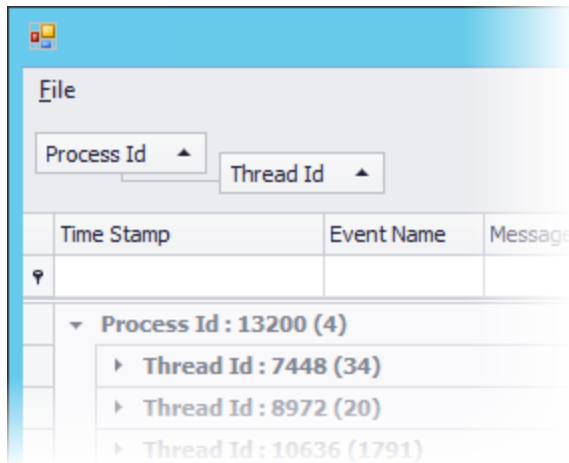 File
Process Id
Thread Id
Time Stamp Event Name Message
Process Id : 13200 (4)
Thread Id : 7448 (34)
Thread Id : 8972 (20)
Thread Id : 10636 (1791)